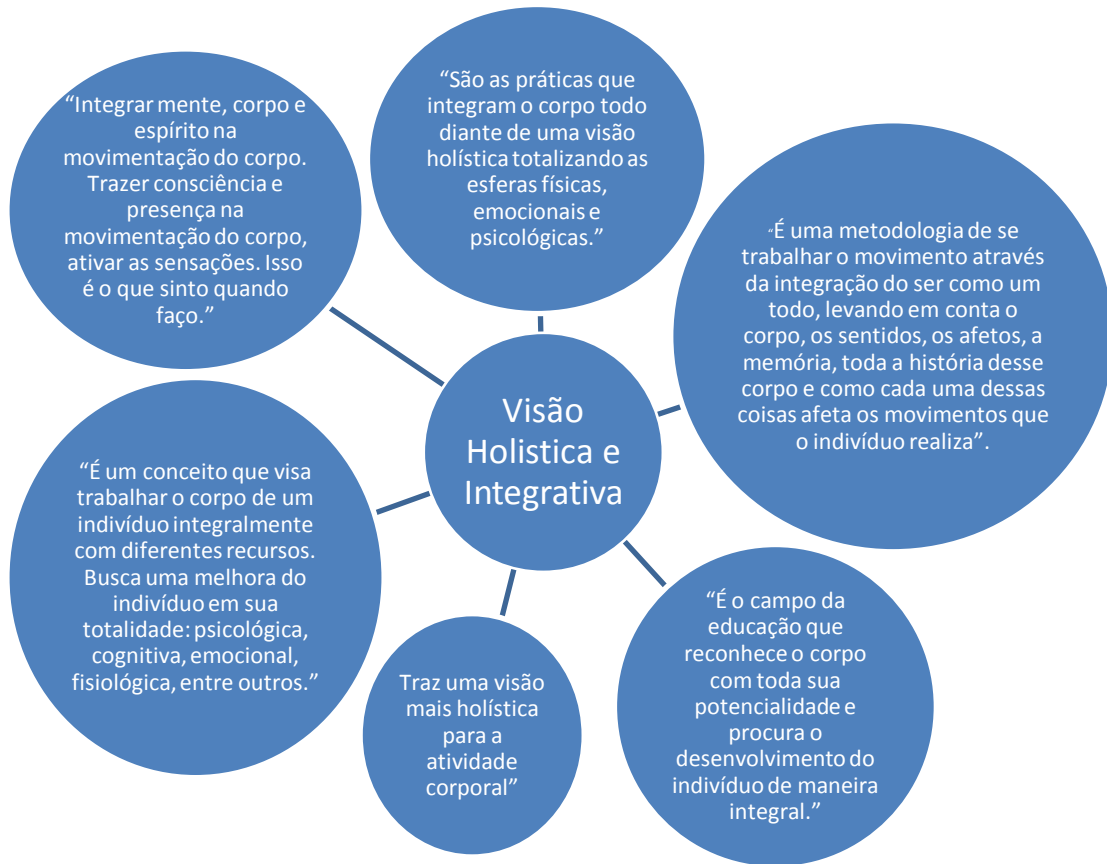 “Integrar mente, corpo e
espírito na
movimentação do corpo.
Trazer consciência e
presença na
movimentação do corpo,
ativar as sensações. Isso
é o que sinto quando
faço.”
“São as práticas que
integram o corpo todo
diante de uma visão
holística totalizando as
esferas físicas,
emocionais e
psicológicas.”
“É uma metodologia de se
trabalhar o movimento através
da integração do ser como um
todo, levando em conta o
corpo, os sentidos, os afetos, a
memória, toda a história desse
corpo e como cada uma dessas
coisas afeta os movimentos que
o indivíduo realiza”.
Visão
Holistica e
Integrativa
“É um conceito que visa
trabalhar o corpo de um
indivíduo integralmente
com diferentes recursos.
Busca uma melhora do
indivíduo em sua
totalidade: psicológica,
cognitiva, emocional,
fisiológica, entre outros.”
Traz uma visão
mais holística
para a
atividade
corporal”
“É o campo da
educação que
reconhece o corpo
com toda sua
potencialidade e
procura o
desenvolvimento do
indivíduo de maneira
integral.”